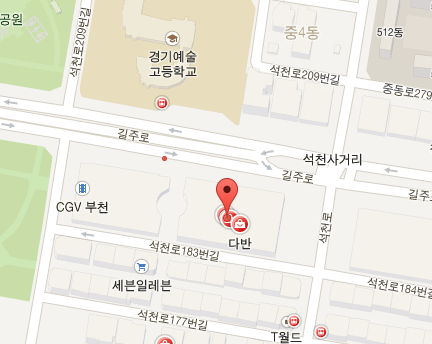 공원
중4동
512동
경기예술
고등학교
석천로209번길
석천로209번길
중동로279
길주로
석천사거리
길주로
길주로
CGV 부천
석천로
다반
석천로183번길
세븐일레븐
석천로184번길
석천로177번길
T월드